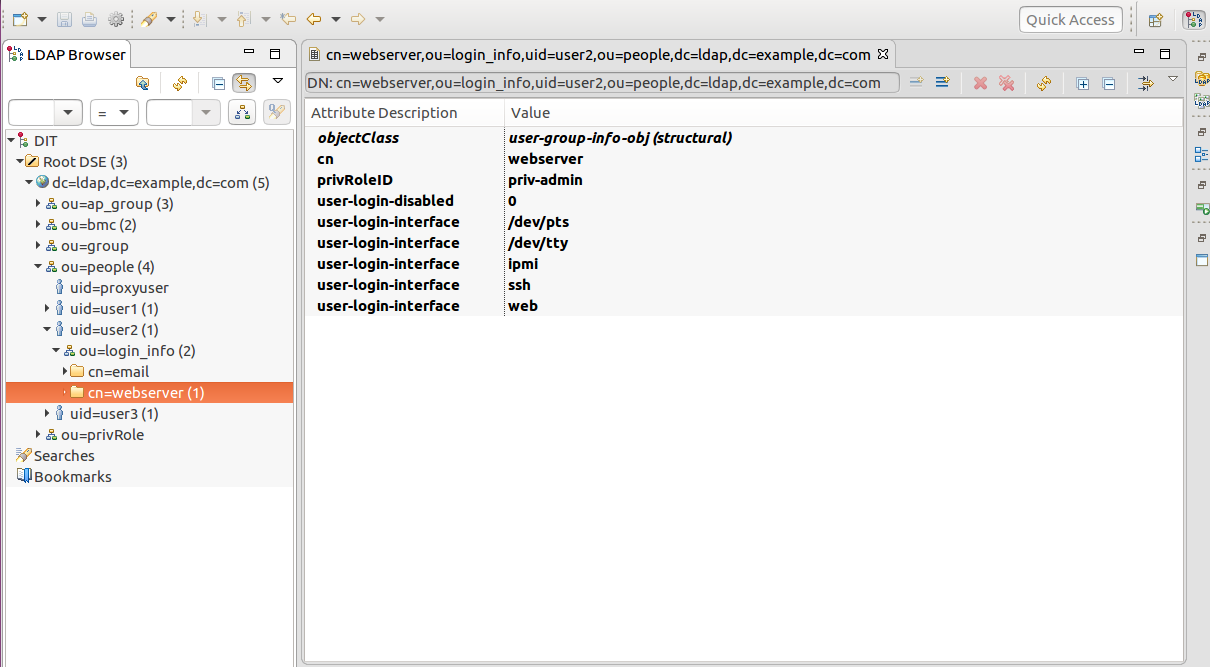 Quick Access
LDAP Browser
cn=webserver,ou=login_info,uid=user2,ou=people,dc=ldap,dc=example,dc=com
DN: cn=webserver,ou=login_info,uid=user2,ou=people,dc=ldap,dc=example,dc=com
=
DIT
Root DSE (3)
dc=ldap,dc=example,dc=com (5)
ou=ap_group (3)
ou=bmc (2)
ou=group
ou=people (4)
uid=proxyuser
uid=user1 (1)
uid=user2 (1)
ou=login_info (2)
cn=email
cn=webserver (1)
uid=user3 (1)
ou=privRole
Searches
Bookmarks
Attribute Description Value
objectClass user-group-info-obj (structural)
cn webserver
privRoleID priv-admin
user-login-disabled 0
user-login-interface /dev/pts
user-login-interface /dev/tty
user-login-interface ipmi
user-login-interface ssh
user-login-interface web